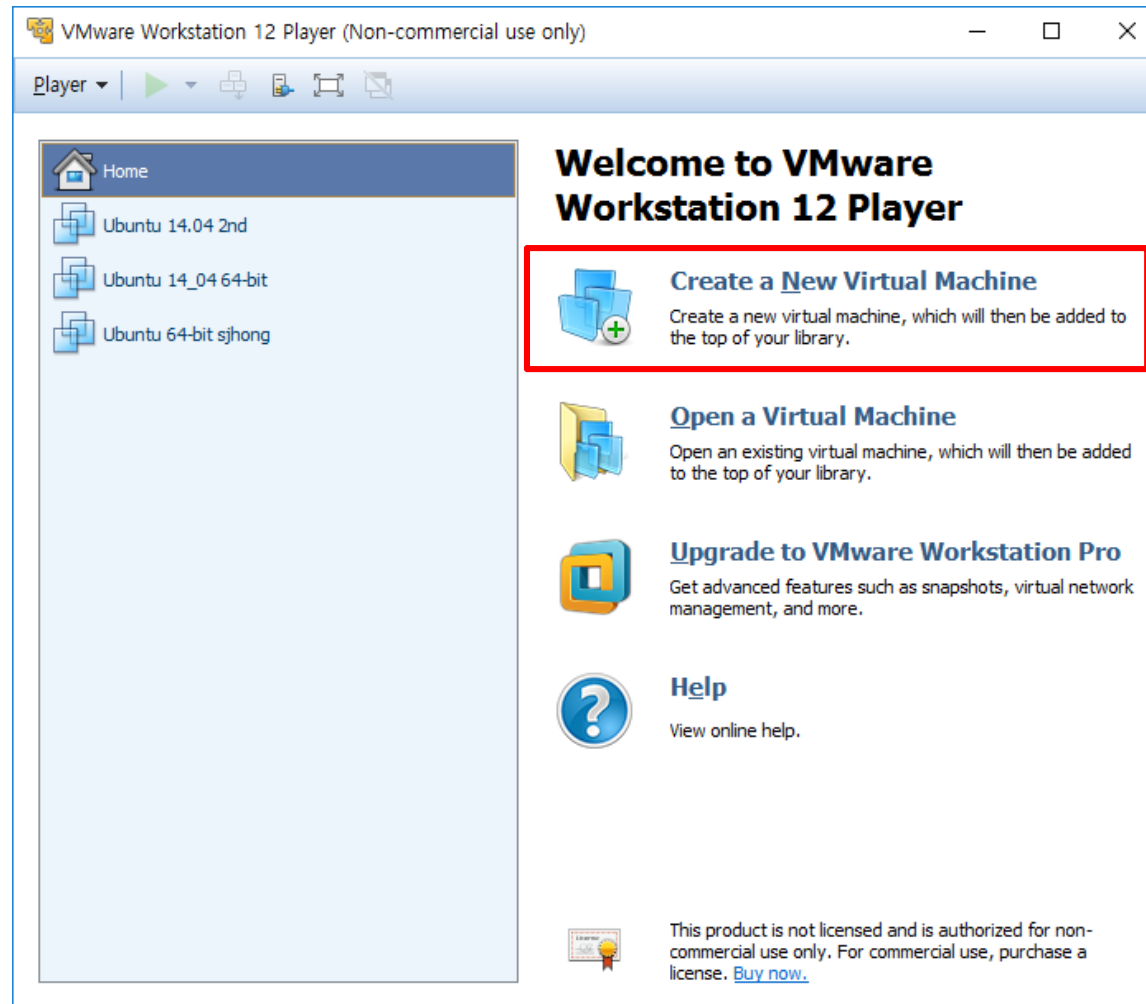 VMware Workstation 12 Player (Non-commercial use only)
Player
Home
Ubuntu 14.04 2nd
Ubuntu 14_04 64-bit
Ubuntu 64-bit sjhong
Welcome to VMware
Workstation 12 Player
Create a New Virtual Machine
Create a new virtual machine, which will then be added to
the top of your library.
Open a Virtual Machine
Open an existing virtual machine, which will then be added
to the top of your library.
Upgrade to VMware Workstation Pro
Get advanced features such as snapshots, virtual network
management, and more.
Help
View online help.
This product is not licensed and is authorized for non-
commercial use only. For commercial use, purchase a
license. Buy now.